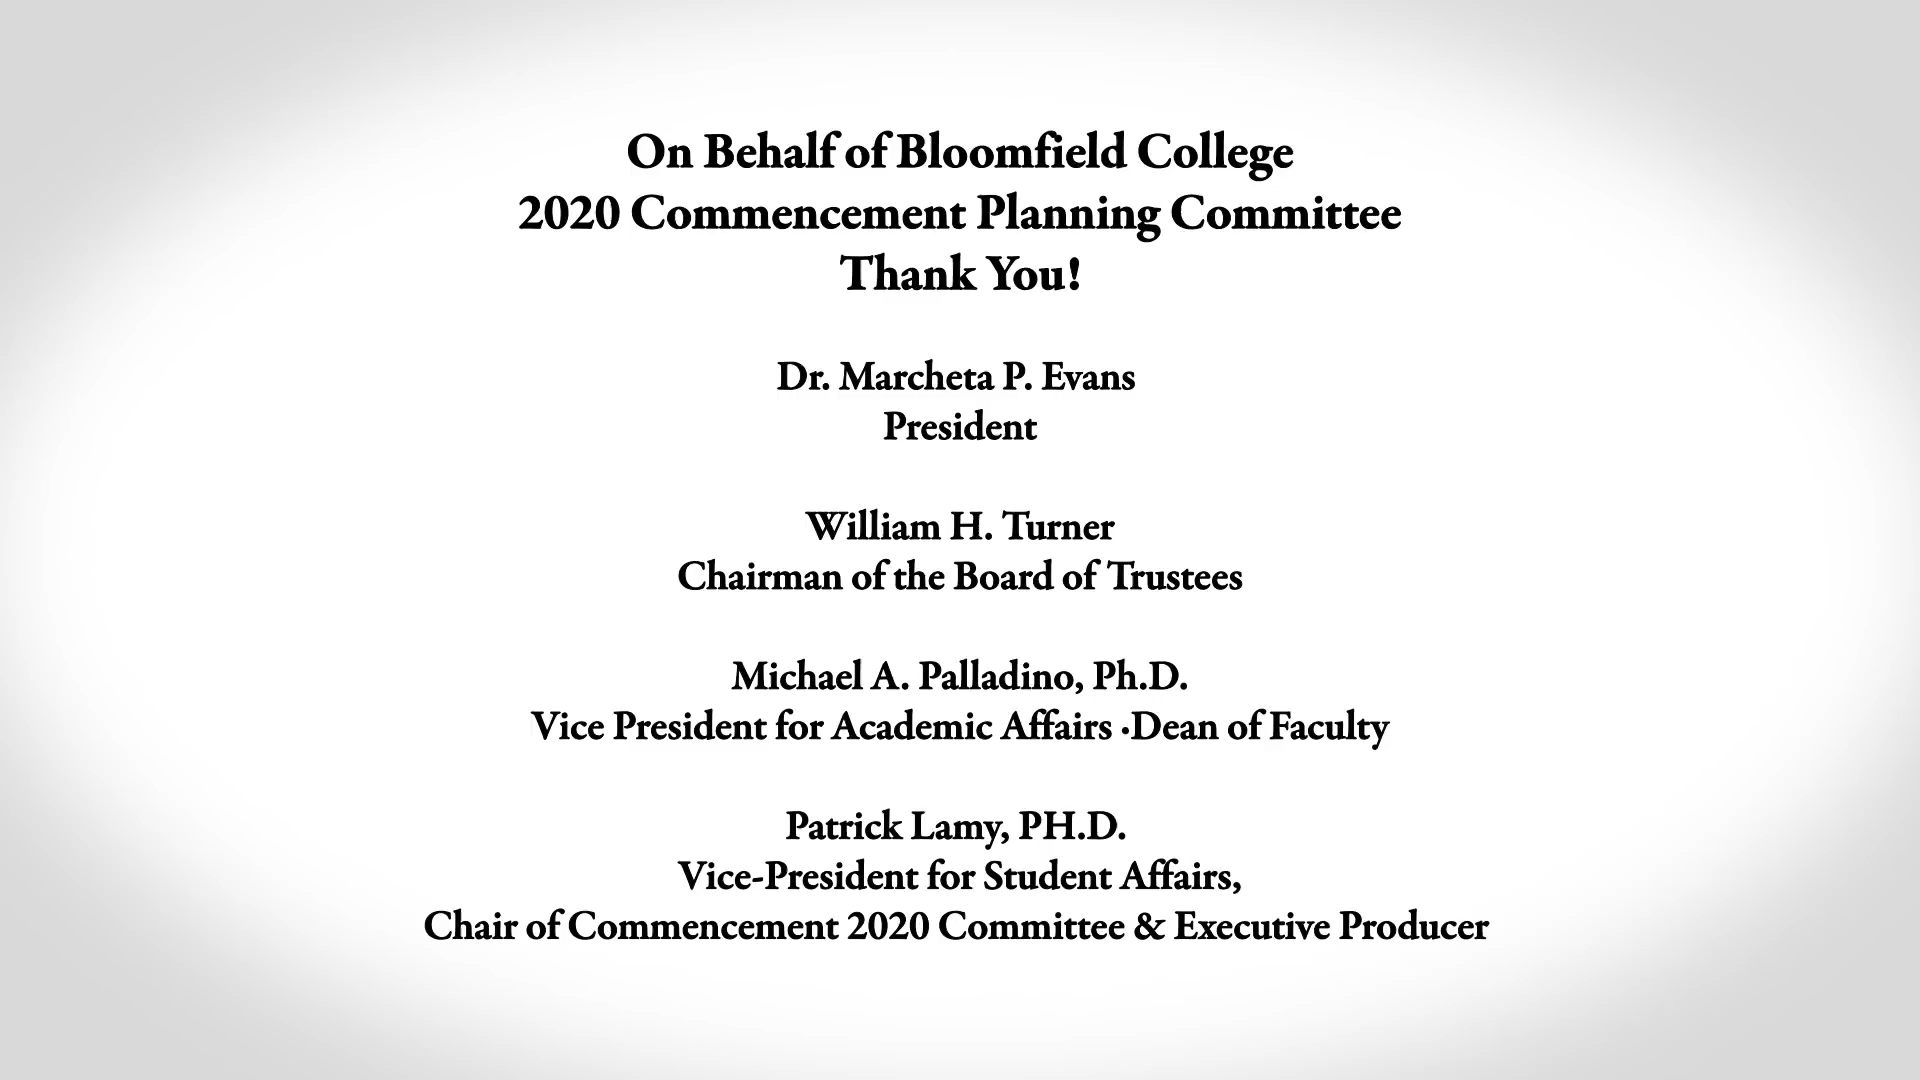 On Behalf of Bloomfield College
2020 Commencement Planning Committee
Thank You!
Dr. Marcheta P. Evans
President
William H. Turner
Chairman of the Board of Trustees
Michael A. Palladino, Ph.D.
Vice President for Academic Affairs ·Dean of Faculty
Patrick Lamy, PH.D.
Vice-President for Student Affairs,
Chair of Commencement 2020 Committee & Executive Producer